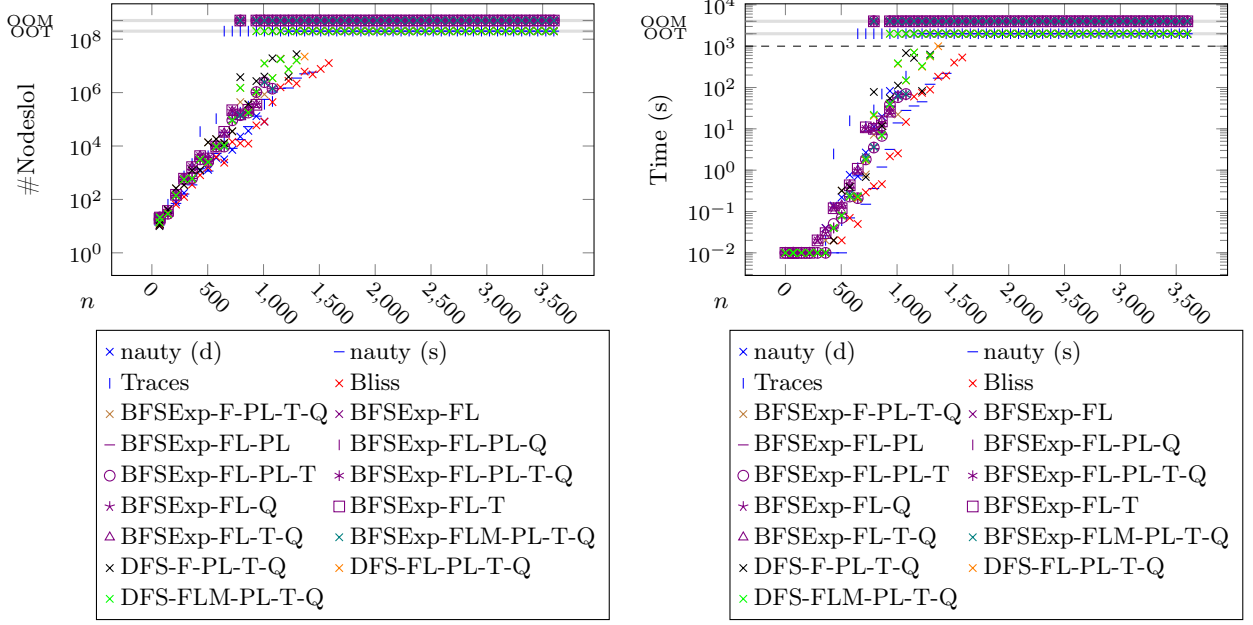 OOM
OOT
10^8
10^6
10^4
10^2
10^0
#Nodeslol
n
0
500
1,000
1,500
2,000
2,500
3,000
3,500
× nauty (d) − nauty (s)
| Traces × Bliss
× BFSExp-F-PL-T-Q × BFSExp-FL
− BFSExp-FL-PL | BFSExp-FL-PL-Q
○ BFSExp-FL-PL-T ∗ BFSExp-FL-PL-T-Q
⋆ BFSExp-FL-Q □ BFSExp-FL-T
△ BFSExp-FL-T-Q × BFSExp-FLM-PL-T-Q
× DFS-F-PL-T-Q × DFS-FL-PL-T-Q
× DFS-FLM-PL-T-Q
OOM
OOT
10^4
10^3
10^2
10^1
10^0
10^−1
10^−2
Time (s)
n
0
500
1,000
1,500
2,000
2,500
3,000
3,500
× nauty (d) − nauty (s)
| Traces × Bliss
× BFSExp-F-PL-T-Q × BFSExp-FL
− BFSExp-FL-PL | BFSExp-FL-PL-Q
○ BFSExp-FL-PL-T ∗ BFSExp-FL-PL-T-Q
⋆ BFSExp-FL-Q □ BFSExp-FL-T
△ BFSExp-FL-T-Q × BFSExp-FLM-PL-T-Q
× DFS-F-PL-T-Q × DFS-FL-PL-T-Q
× DFS-FLM-PL-T-Q